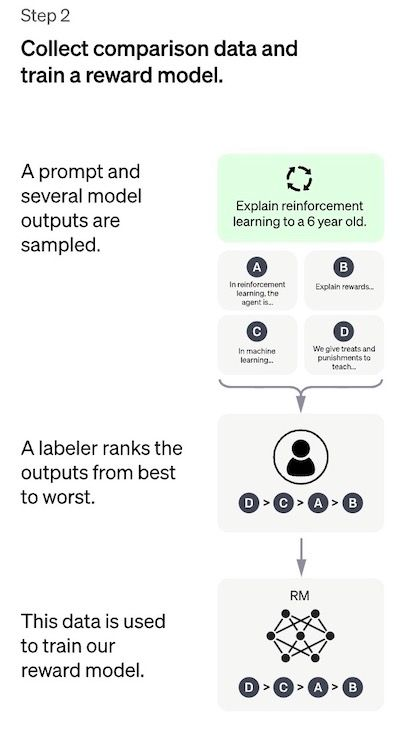 Step 2
Collect comparison data and
train a reward model.
A prompt and
several model
outputs are
sampled.
Explain reinforcement
learning to a 6 year old.
A
In reinforcement
learning, the
agent is...
B
Explain rewards...
C
In machine
learning...
D
We give treats and
punishments to
teach...
A labeler ranks the
outputs from best
to worst.
D > C > A > B
This data is used
to train our
reward model.
RM
D > C > A > B